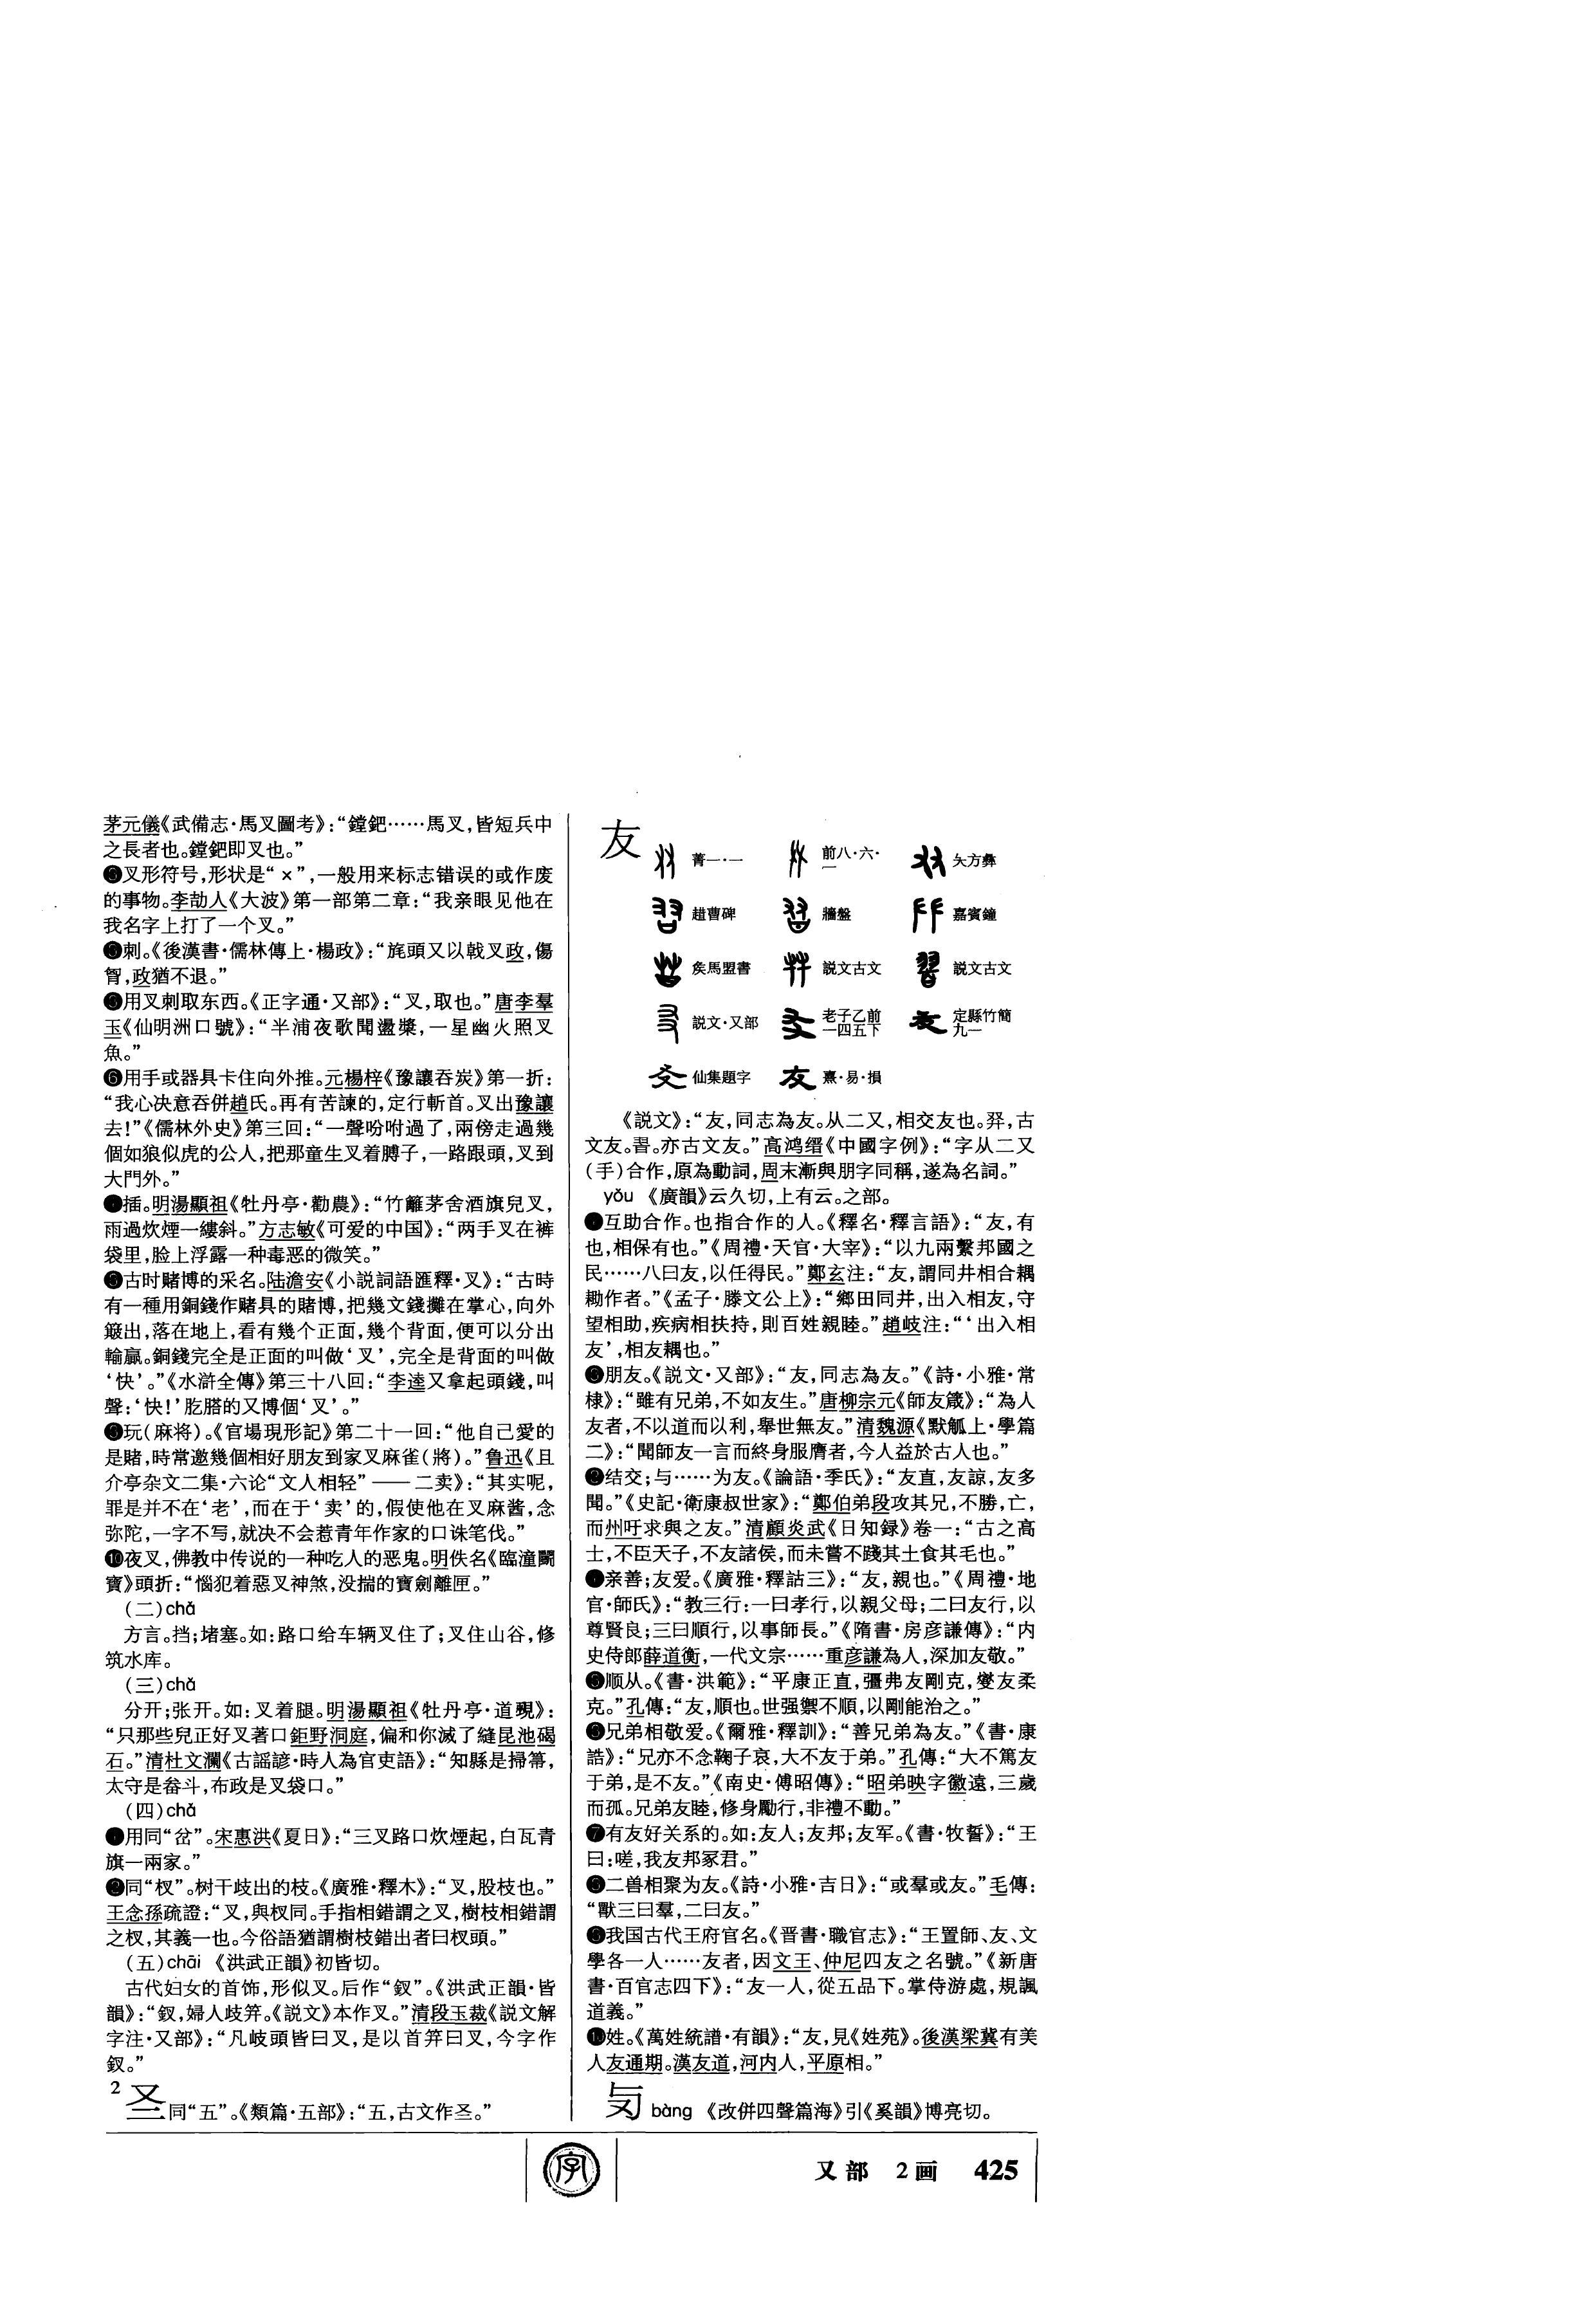 茅元儀《武備志·馬叉圖考》：“鎲鈀……馬叉，皆短兵中
之長者也。鎲鈀即叉也。”
叉形符号，形状是“×”，一般用来标志错误的或作废
的事物。李劼人《大波》第一部第二章：“我亲眼见他在
我名字上打了一个叉。”
刺。《後漢書·儒林傳上·楊政》：“旄頭又以戟叉政，傷
胷，政猶不退。”
用叉刺取东西。《正字通·又部》：“叉，取也。”唐李羣
玉《仙明洲口號》：“半浦夜歌聞盪槳，一星幽火照叉
魚。”
❻用手或器具卡住向外推。元楊梓《豫讓吞炭》第一折：
“我心决意吞併趙氏。再有苦諫的，定行斬首。叉出豫讓
去！”《儒林外史》第三回：“一聲吩咐過了，兩傍走過幾
個如狼似虎的公人，把那童生叉着膊子，一路跟頭，叉到
大門外。”
插。明湯顯祖《牡丹亭·勸農》：“竹籬茅舍酒旗兒叉，
雨過炊煙一縷斜。”方志敏《可爱的中国》：“两手叉在裤
袋里，脸上浮露一种毒恶的微笑。”
古时赌博的采名。陆澹安《小説詞語匯釋·叉》：“古時
有一種用銅錢作賭具的賭博，把幾文錢攤在掌心，向外
簸出，落在地上，看有幾个正面，幾个背面，便可以分出
輸贏。銅錢完全是正面的叫做‘叉’，完全是背面的叫做
‘快’。”《水滸全傳》第三十八回：“李逵又拿起頭錢，叫
聲：‘快！’肐𦞂的又博個‘叉’。”
玩（麻将）。《官場現形記》第二十一回：“他自己愛的
是賭，時常邀幾個相好朋友到家叉麻雀（將）。”鲁迅《且
介亭杂文二集·六论“文人相轻”——二卖》：“其实呢，
罪是并不在‘老’，而在于‘卖’的，假使他在叉麻酱，念
弥陀，一字不写，就决不会惹青年作家的口诛笔伐。”
❿夜叉，佛教中传说的一种吃人的恶鬼。明佚名《臨潼鬭
寶》頭折：“惱犯着惡叉神煞，没揣的寶劍離匣。”
（二）chǎ
方言。挡；堵塞。如：路口给车辆叉住了；叉住山谷，修
筑水库。
（三）chǎ
分开；张开。如：叉着腿。明湯顯祖《牡丹亭·道覡》：
“只那些兒正好叉著口鉅野洞庭，偏和你滅了縫昆池碣
石。”清杜文瀾《古謡諺·時人為官吏語》：“知縣是掃箒，
太守是畚斗，布政是叉袋口。”
（四）chǎ
用同“岔”。宋惠洪《夏日》：“三叉路口炊煙起，白瓦青
旗一兩家。”
❷同“杈”。树干歧出的枝。《廣雅·釋木》：“叉，股枝也。”
王念孫疏證：“叉，與杈同。手指相錯謂之叉，樹枝相錯謂
之杈，其義一也。今俗語猶謂樹枝錯出者曰杈頭。”
（五）chāi 《洪武正韻》初皆切。
古代妇女的首饰，形似叉。后作“釵”。《洪武正韻·皆
韻》：“釵，婦人歧笄。《説文》本作叉。”清段玉裁《説文解
字注·又部》：“凡岐頭皆曰叉，是以首笄曰叉，今字作
釵。”
2
圣 同“五”。《類篇·五部》：“五，古文作圣。”
友
菁一·一 前八·六·一 夨方彝
趞曹碑 牆盤 嘉賓鐘
矦馬盟書 説文古文 説文古文
説文·又部 老子乙前一四五下 定縣竹簡九一
仙集題字 熹·易·損
《説文》：“友，同志為友。从二又，相交友也。羿，古
文友。𦐮。亦古文友。”高鸿缙《中國字例》：“字从二又
（手）合作，原為動詞，周末漸與朋字同稱，遂為名詞。”
yǒu 《廣韻》云久切，上有云。之部。
互助合作。也指合作的人。《釋名·釋言語》：“友，有
也，相保有也。”《周禮·天官·大宰》：“以九兩繫邦國之
民……八曰友，以任得民。”鄭玄注：“友，謂同井相合耦
耡作者。”《孟子·滕文公上》：“鄉田同井，出入相友，守
望相助，疾病相扶持，則百姓親睦。”趙岐注：“‘出入相
友’，相友耦也。”
朋友。《説文·又部》：“友，同志為友。”《詩·小雅·常
棣》：“雖有兄弟，不如友生。”唐柳宗元《師友箴》：“為人
友者，不以道而以利，舉世無友。”清魏源《默觚上·學篇
二》：“聞師友一言而終身服膺者，今人益於古人也。”
结交；与……为友。《論語·季氏》：“友直，友諒，友多
聞。”《史記·衛康叔世家》：“鄭伯弟段攻其兄，不勝，亡，
而州吁求與之友。”清顧炎武《日知録》卷一：“古之高
士，不臣天子，不友諸侯，而未嘗不踐其土食其毛也。”
亲善；友爱。《廣雅·釋詁三》：“友，親也。”《周禮·地
官·師氏》：“教三行：一曰孝行，以親父母；二曰友行，以
尊賢良；三曰順行，以事師長。”《隋書·房彦謙傳》：“内
史侍郎薛道衡，一代文宗……重彦謙為人，深加友敬。”
顺从。《書·洪範》：“平康正直，彊弗友剛克，燮友柔
克。”孔傳：“友，順也。世强禦不順，以剛能治之。”
兄弟相敬爱。《爾雅·釋訓》：“善兄弟為友。”《書·康
誥》：“兄亦不念鞠子哀，大不友于弟。”孔傳：“大不篤友
于弟，是不友。”《南史·傅昭傳》：“昭弟映字徽遠，三歲
而孤。兄弟友睦，修身勵行，非禮不動。”
❼有友好关系的。如：友人；友邦；友军。《書·牧誓》：“王
曰：嗟，我友邦冢君。”
二兽相聚为友。《詩·小雅·吉日》：“或羣或友。”毛傳：
“獸三曰羣，二曰友。”
我国古代王府官名。《晋書·職官志》：“王置師、友、文
學各一人……友者，因文王、仲尼四友之名號。”《新唐
書·百官志四下》：“友一人，從五品下。掌侍游處，規諷
道義。”
姓。《萬姓統譜·有韻》：“友，見《姓苑》。後漢梁冀有美
人友通期。漢友道，河内人，平原相。”
bàng 《改併四聲篇海》引《奚韻》博亮切。
字
又部 2画 425